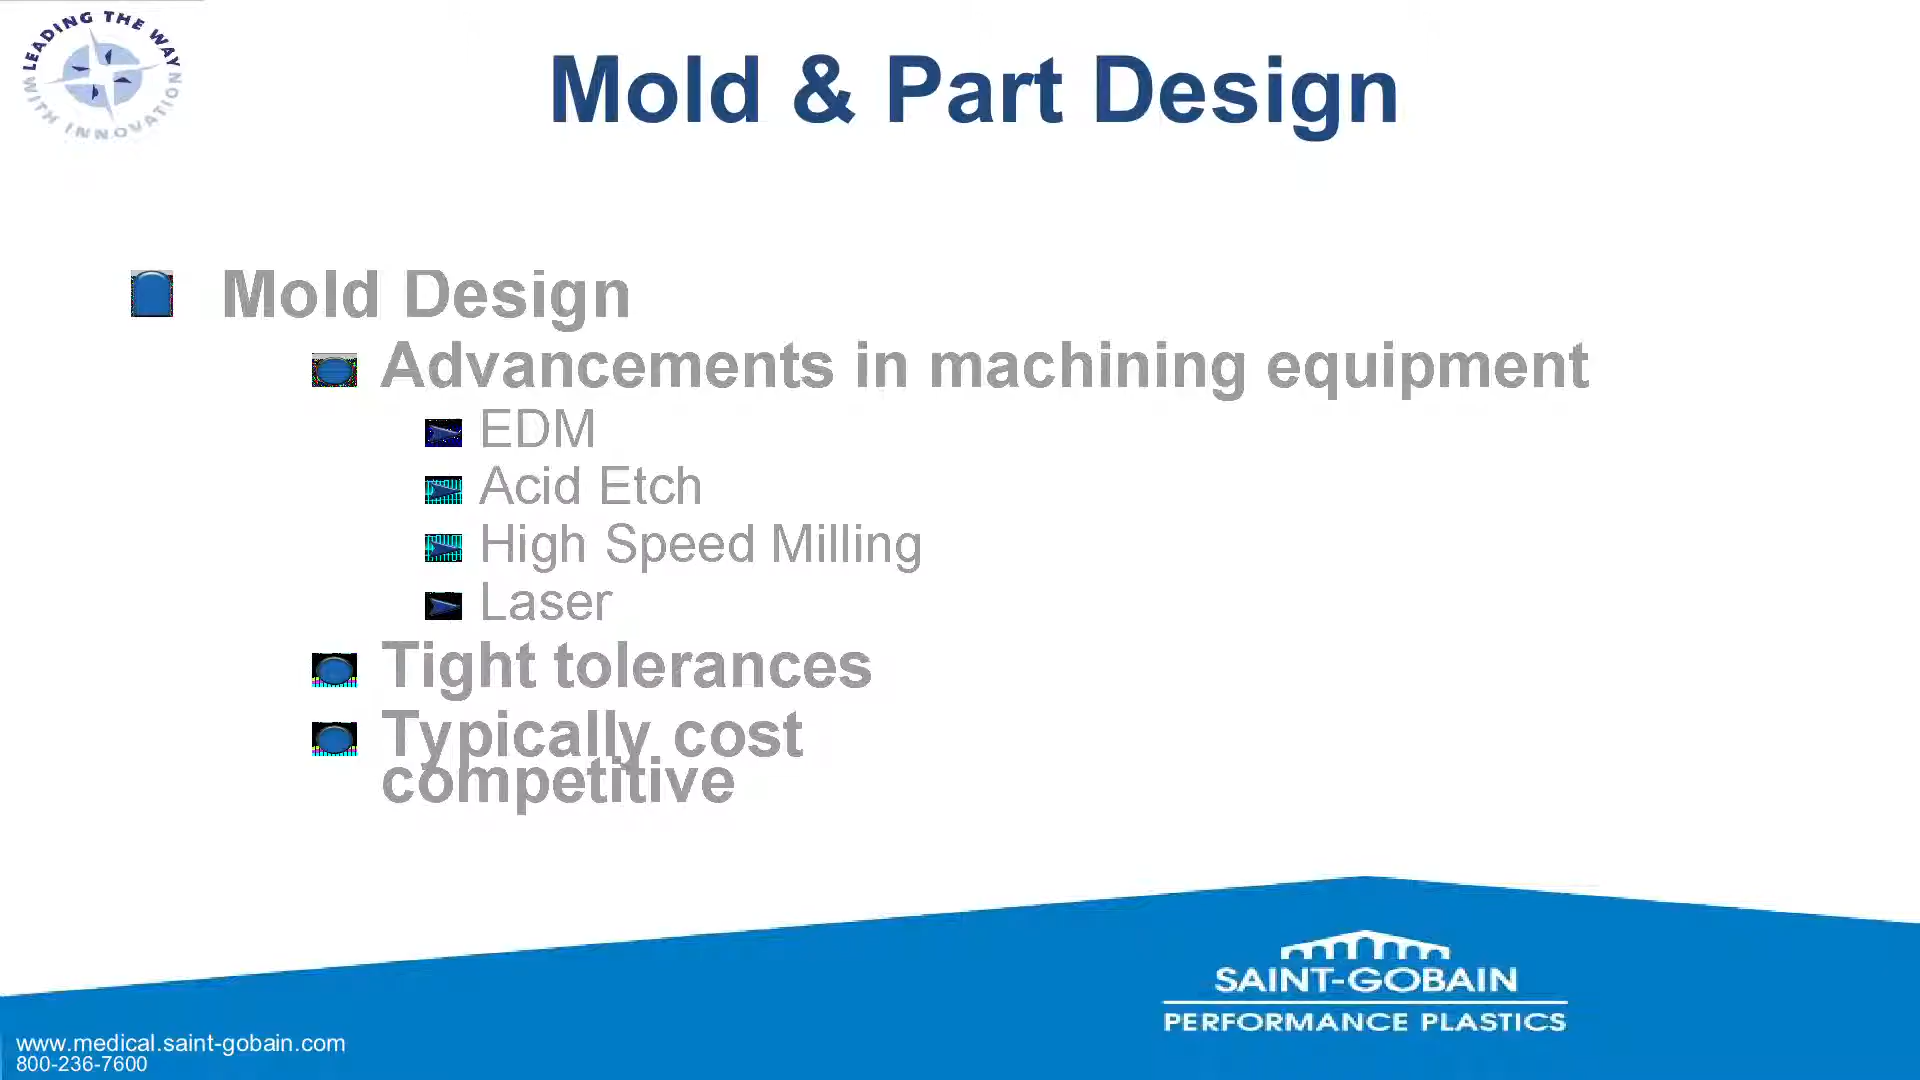 LEADING THE WAY
WITH INNOVATION
Mold & Part Design
Mold Design
Advancements in machining equipment
EDM
Acid Etch
High Speed Milling
Laser
Tight tolerances
Typically cost
competitive
SAINT-GOBAIN
PERFORMANCE PLASTICS
www.medical.saint-gobain.com
800-236-7600